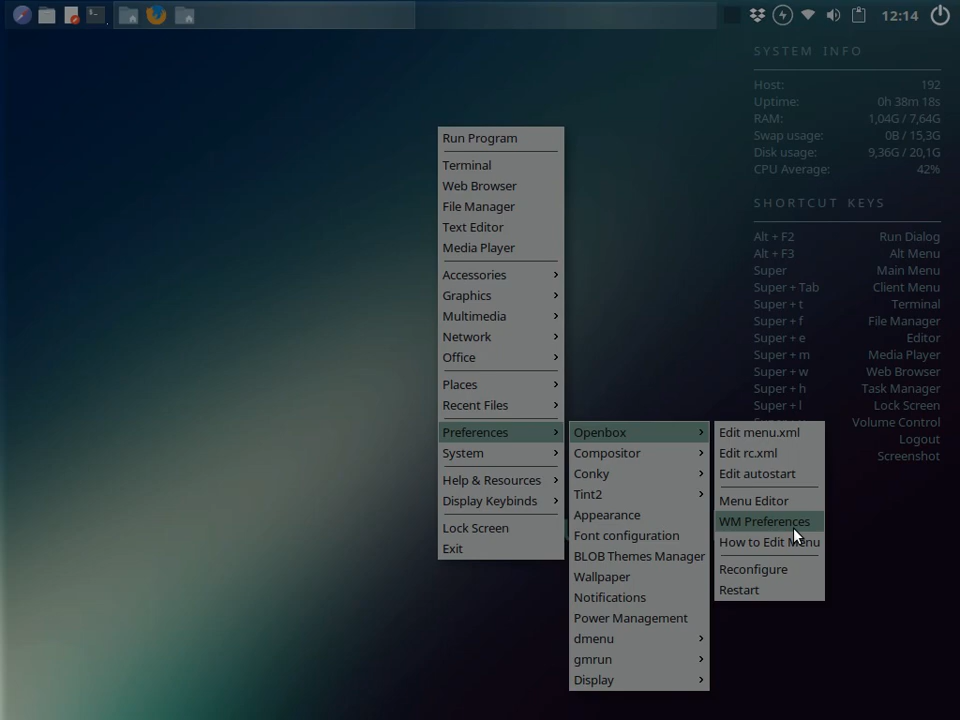 12:14
SYSTEM INFO
Host: 192
Uptime: 0h 38m 18s
RAM: 1,04G / 7,64G
Swap usage: 0B / 15,3G
Disk usage: 9,36G / 20,1G
CPU Average: 42%
SHORTCUT KEYS
Alt + F2 Run Dialog
Alt + F3 Alt Menu
Super Main Menu
Super + Tab Client Menu
Super + t Terminal
Super + f File Manager
Super + e Editor
Super + m Media Player
Super + w Web Browser
Super + h Task Manager
Super + l Lock Screen
Volume Control
Logout
Screenshot
Run Program
Terminal
Web Browser
File Manager
Text Editor
Media Player
Accessories
Graphics
Multimedia
Network
Office
Places
Recent Files
Preferences
System
Help & Resources
Display Keybinds
Lock Screen
Exit
Openbox
Compositor
Conky
Tint2
Appearance
Font configuration
BLOB Themes Manager
Wallpaper
Notifications
Power Management
dmenu
gmrun
Display
Edit menu.xml
Edit rc.xml
Edit autostart
Menu Editor
WM Preferences
How to Edit Menu
Reconfigure
Restart